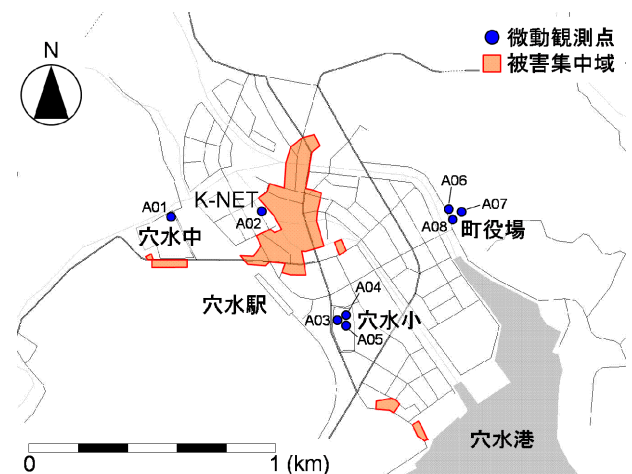 N
微動観測点
被害集中域
A01
穴水中
K-NET
A02
A06
A07
A08
町役場
穴水駅
A04
A03
穴水小
A05
穴水港
0
1 (km)